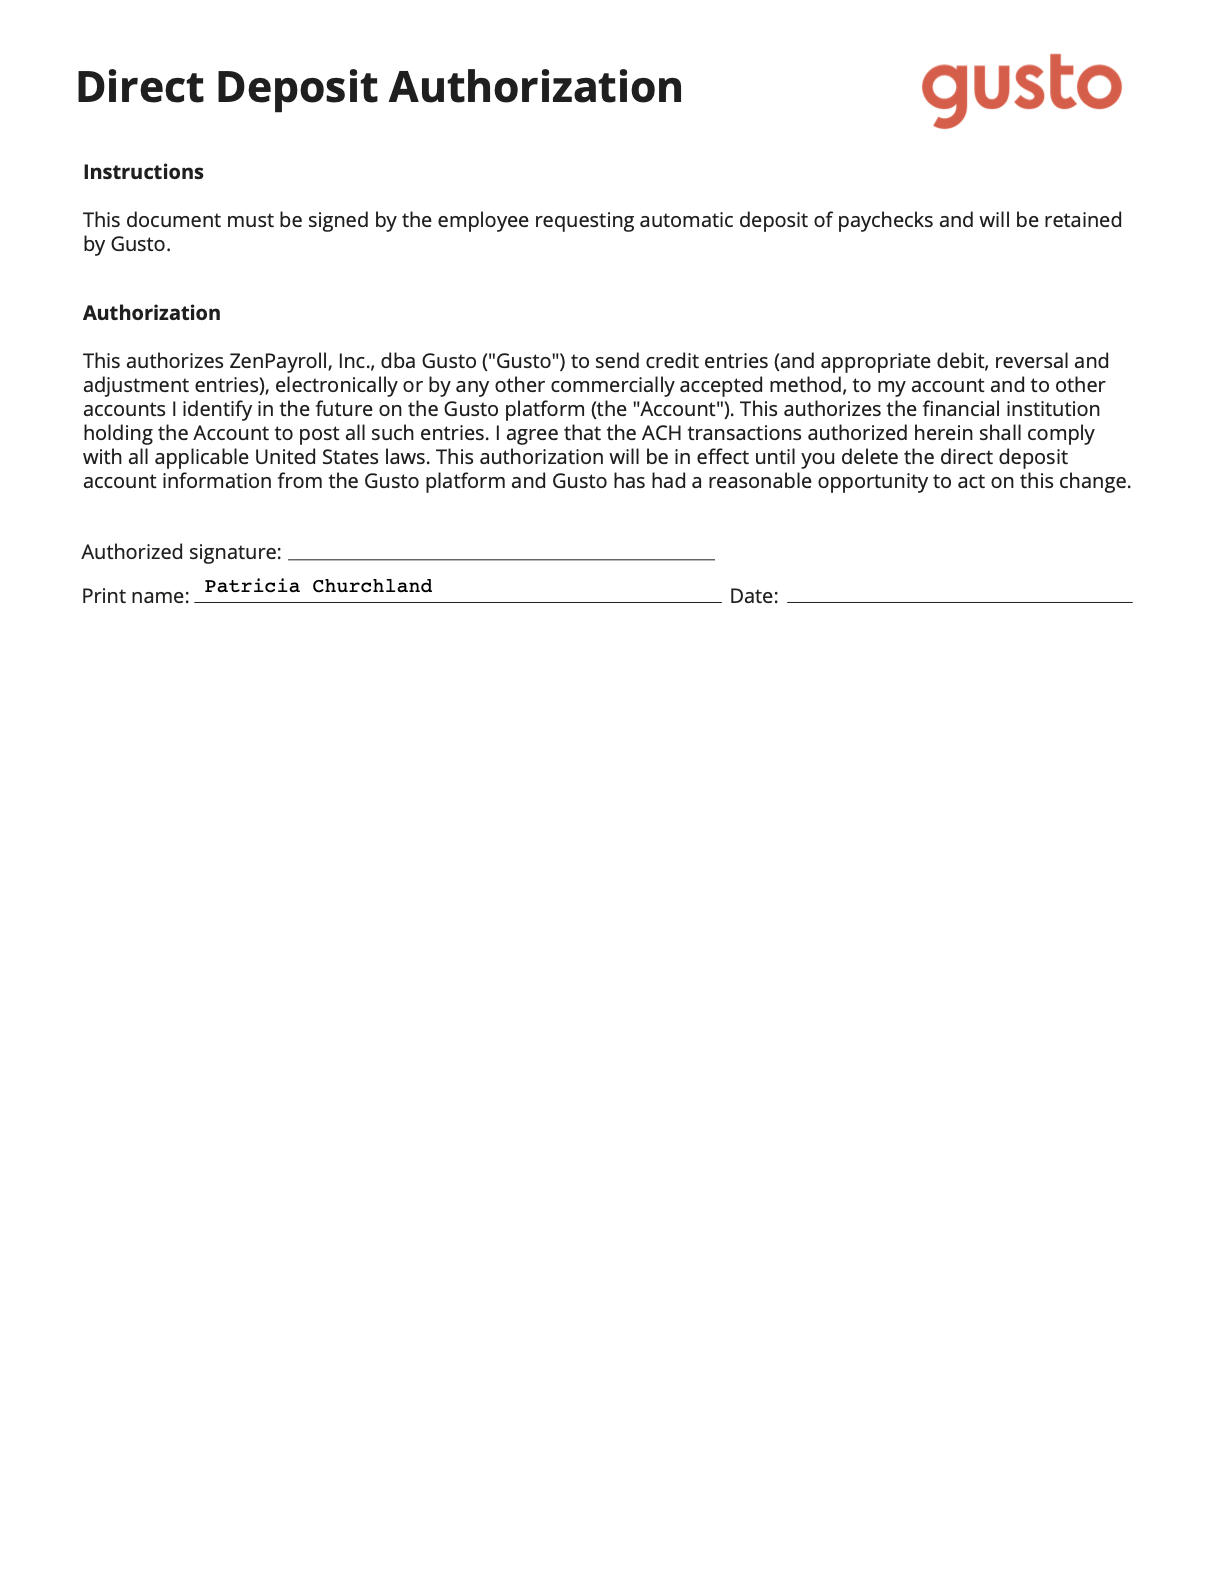 Direct Deposit Authorization
gusto
Instructions
This document must be signed by the employee requesting automatic deposit of paychecks and will be retained
by Gusto.
Authorization
This authorizes ZenPayroll, Inc., dba Gusto ("Gusto") to send credit entries (and appropriate debit, reversal and
adjustment entries), electronically or by any other commercially accepted method, to my account and to other
accounts I identify in the future on the Gusto platform (the "Account"). This authorizes the financial institution
holding the Account to post all such entries. I agree that the ACH transactions authorized herein shall comply
with all applicable United States laws. This authorization will be in effect until you delete the direct deposit
account information from the Gusto platform and Gusto has had a reasonable opportunity to act on this change.
Authorized signature:
Print name: Patricia Churchland Date: